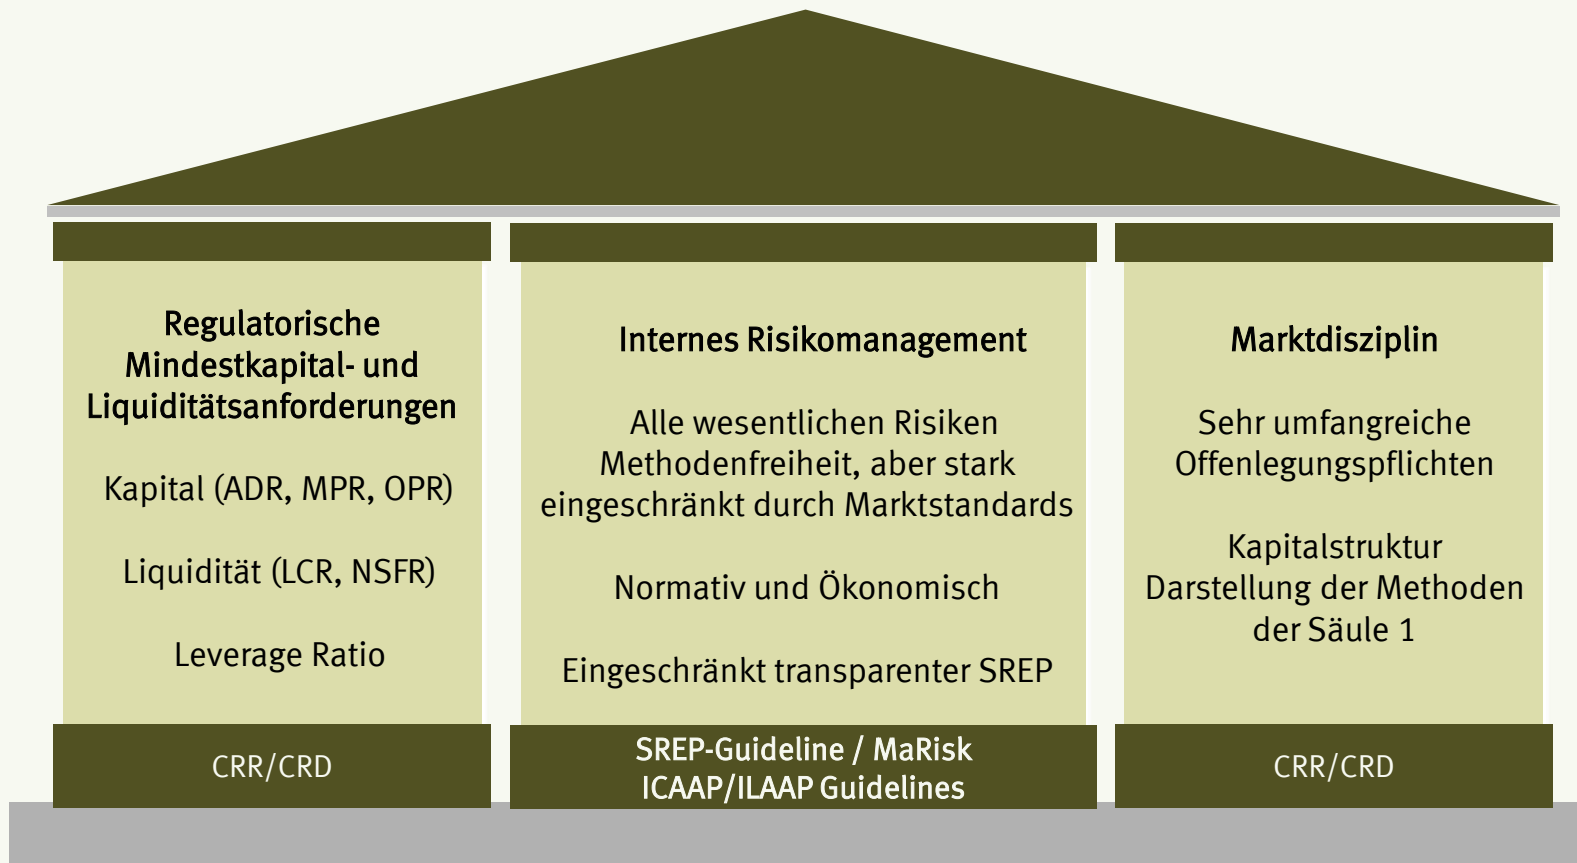 Regulatorische
Mindestkapital- und
Liquiditätsanforderungen
Kapital (ADR, MPR, OPR)
Liquidität (LCR, NSFR)
Leverage Ratio
CRR/CRD
Internes Risikomanagement
Alle wesentlichen Risiken
Methodenfreiheit, aber stark
eingeschränkt durch Marktstandards
Normativ und Ökonomisch
Eingeschränkt transparenter SREP
SREP-Guideline / MaRisk
ICAAP/ILAAP Guidelines
Marktdisziplin
Sehr umfangreiche
Offenlegungspflichten
Kapitalstruktur
Darstellung der Methoden
der Säule 1
CRR/CRD